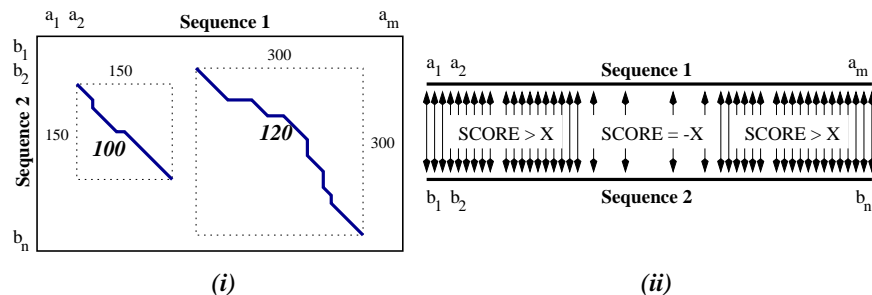 a1 a2 Sequence 1 am
b1
b2
150
300
Sequence 2
150
100
120
300
bn
(i)
a1 a2 am
Sequence 1
SCORE > X SCORE = -X SCORE > X
Sequence 2
b1 b2 bn
(ii)